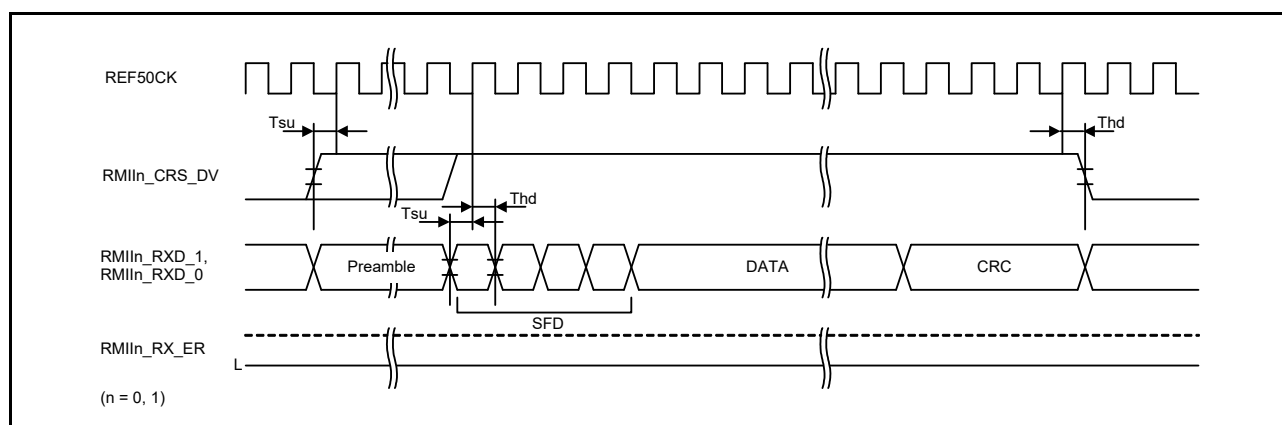 REF50CK
Tsu
Thd
RMIIn_CRS_DV
Tsu
Thd
RMIIn_RXD_1,
RMIIn_RXD_0
Preamble
DATA
CRC
SFD
RMIIn_RX_ER
L
(n = 0, 1)